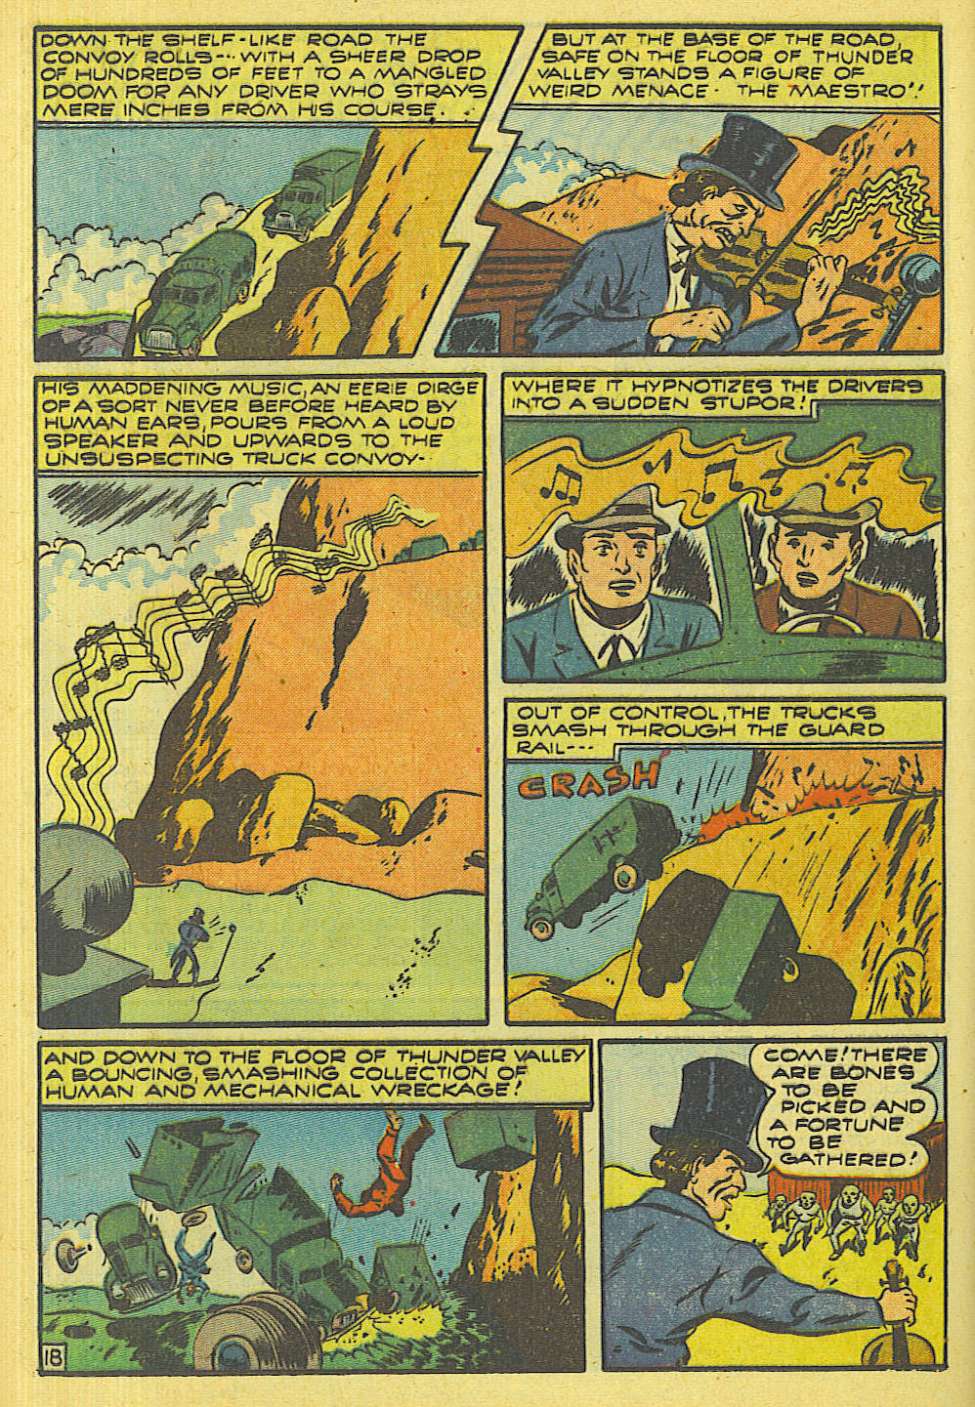 DOWN THE SHELF-LIKE ROAD THE
CONVOY ROLLS--WITH A SHEER DROP
OF HUNDREDS OF FEET TO A MANGLED
DOOM FOR ANY DRIVER WHO STRAYS
MERE INCHES FROM HIS COURSE. . .
BUT AT THE BASE OF THE ROAD,
SAFE ON THE FLOOR OF THUNDER
VALLEY STANDS A FIGURE OF
WEIRD MENACE - THE MAESTRO!!
HIS MADDENING MUSIC, AN EERIE DIRGE
OF A SORT NEVER BEFORE HEARD BY
HUMAN EARS, POURS FROM A LOUD
SPEAKER AND UPWARDS TO THE
UNSUSPECTING TRUCK CONVOY--
WHERE IT HYPNOTIZES THE DRIVERS
INTO A SUDDEN STUPOR!
OUT OF CONTROL, THE TRUCKS
SMASH THROUGH THE GUARD
RAIL---
CRASH
AND DOWN TO THE FLOOR OF THUNDER VALLEY
A BOUNCING, SMASHING COLLECTION OF
HUMAN AND MECHANICAL WRECKAGE!
18
COME! THERE
ARE BONES
TO BE
PICKED AND
A FORTUNE
TO BE
GATHERED!